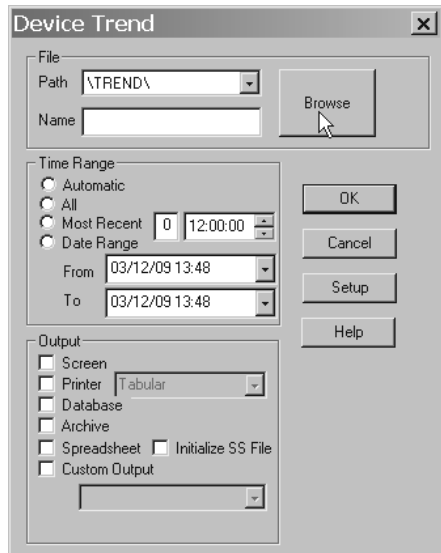 Device Trend
File
Path \TREND\
Browse
Name
Time Range
Automatic
All
Most Recent 0 12:00:00
Date Range
From 03/12/09 13:48
To 03/12/09 13:48
OK
Cancel
Setup
Help
Output
Screen
Printer Tabular
Database
Archive
Spreadsheet Initialize SS File
Custom Output